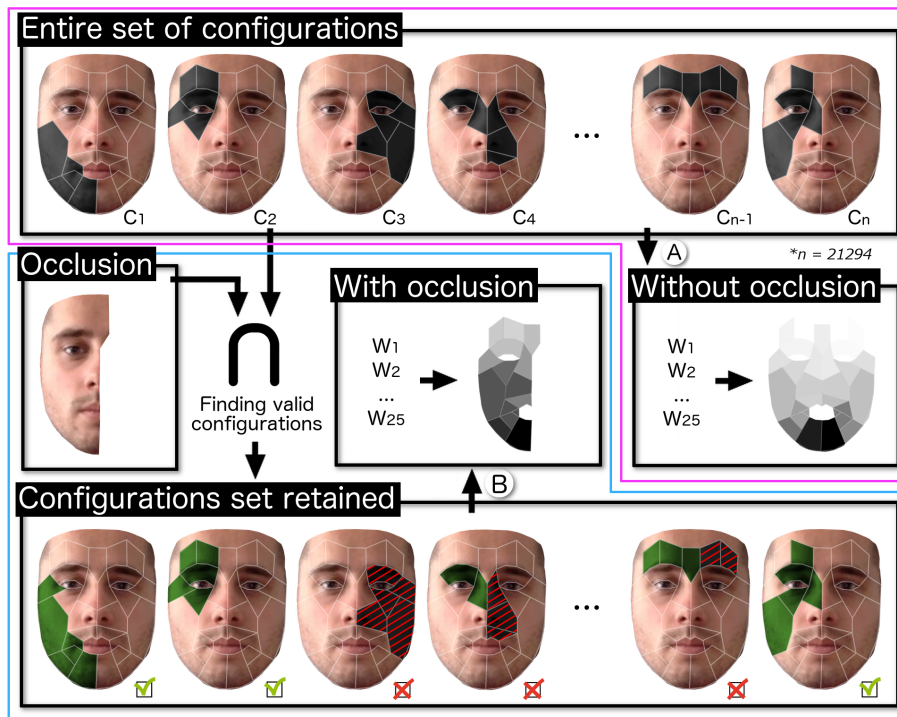 Entire set of configurations
C1
C2
C3
C4
...
Cn-1
Cn
A
*n = 21294
Occlusion
With occlusion
Without occlusion
W1
W2
...
W25
W1
W2
...
W25
Finding valid
configurations
B
Configurations set retained
...